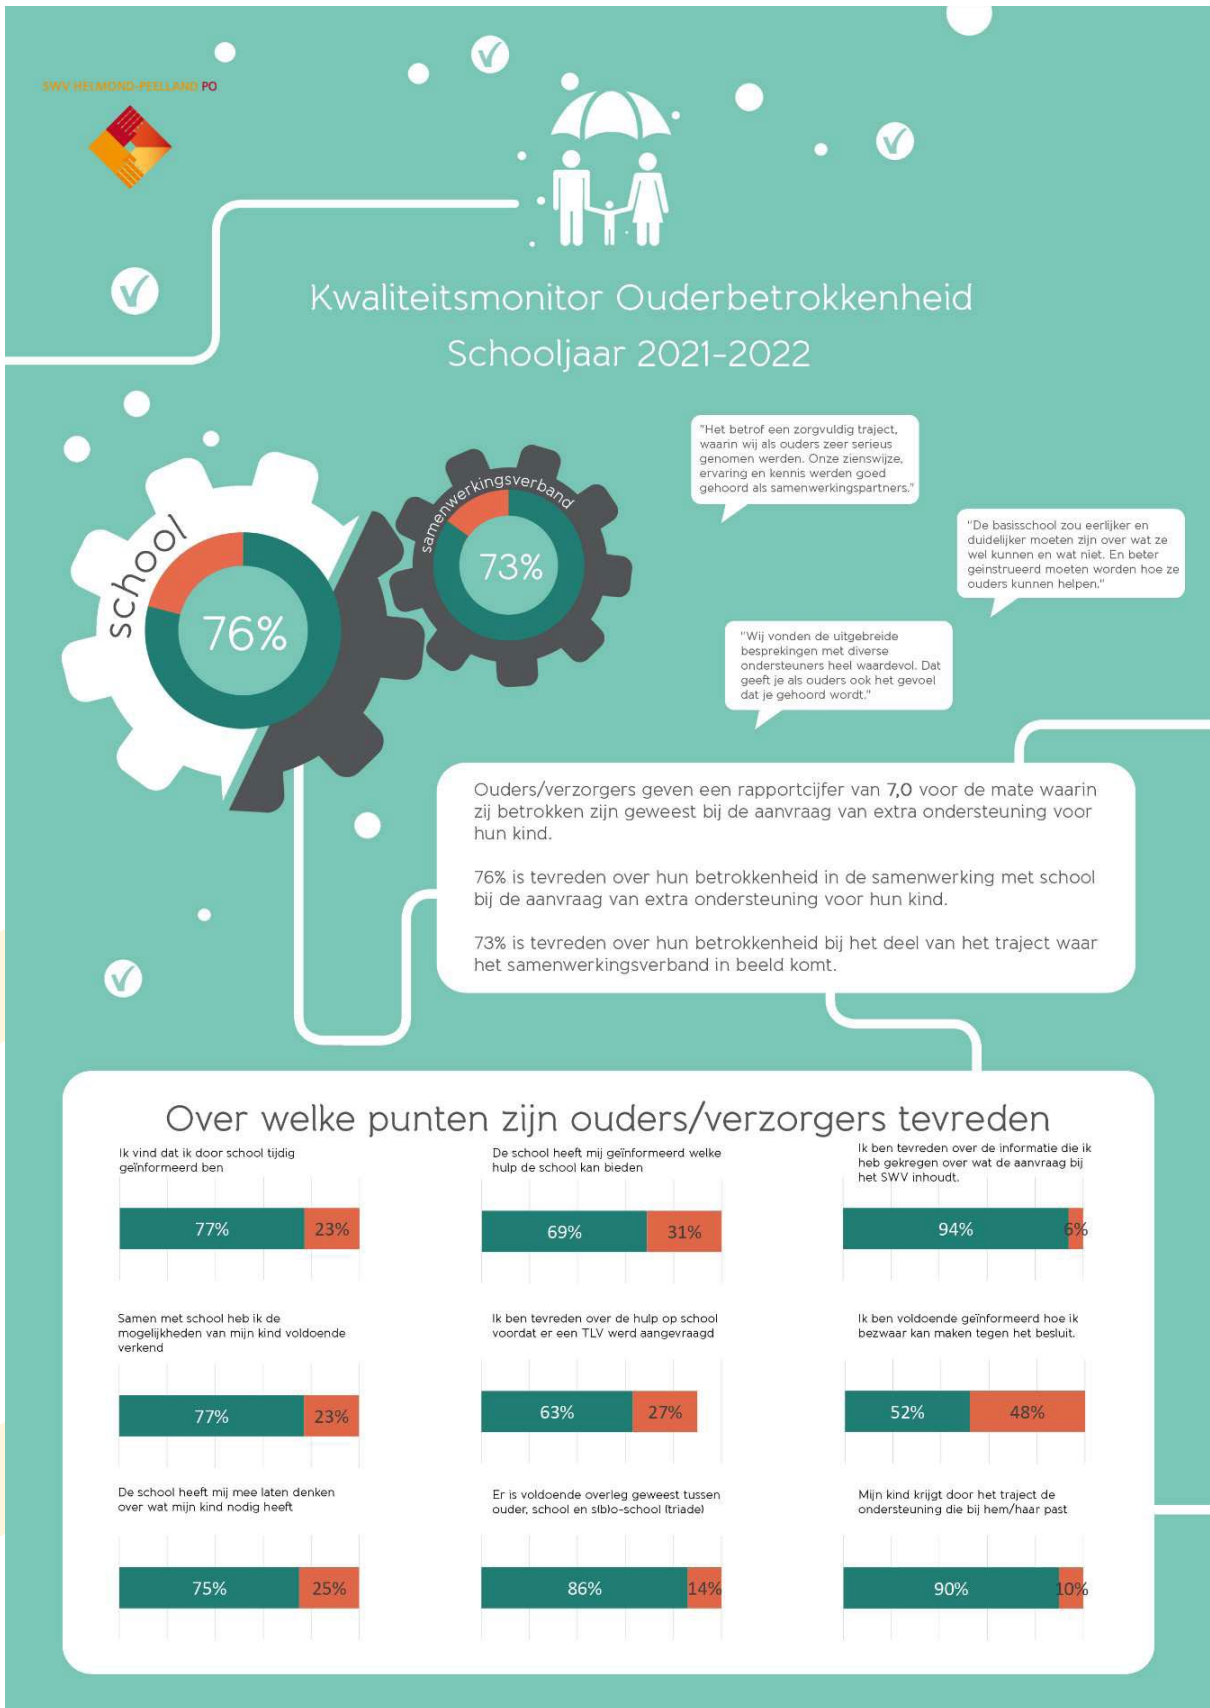 SWV HELMOND-PEELLAND PO
Kwaliteitsmonitor Ouderbetrokkenheid
Schooljaar 2021-2022
school
76%
samenwerkingsverband
73%
"Het betrof een zorgvuldig traject,
waarin wij als ouders zeer serieus
genomen werden. Onze zienswijze,
ervaring en kennis werden goed
gehoord als samenwerkingspartners."
"De basisschool zou eerlijker en
duidelijker moeten zijn over wat ze
wel kunnen en wat niet. En beter
geinstrueerd moeten worden hoe ze
ouders kunnen helpen."
"Wij vonden de uitgebreide
besprekingen met diverse
ondersteuners heel waardevol. Dat
geeft je als ouders ook het gevoel
dat je gehoord wordt."
Ouders/verzorgers geven een rapportcijfer van 7,0 voor de mate waarin
zij betrokken zijn geweest bij de aanvraag van extra ondersteuning voor
hun kind.
76% is tevreden over hun betrokkenheid in de samenwerking met school
bij de aanvraag van extra ondersteuning voor hun kind.
73% is tevreden over hun betrokkenheid bij het deel van het traject waar
het samenwerkingsverband in beeld komt.
Over welke punten zijn ouders/verzorgers tevreden
Ik vind dat ik door school tijdig
geïnformeerd ben
77% 23%
De school heeft mij geïnformeerd welke
hulp de school kan bieden
69% 31%
Ik ben tevreden over de informatie die ik
heb gekregen over wat de aanvraag bij
het SWV inhoudt.
94% 6%
Samen met school heb ik de
mogelijkheden van mijn kind voldoende
verkend
77% 23%
Ik ben tevreden over de hulp op school
voordat er een TLV werd aangevraagd
63% 27%
Ik ben voldoende geïnformeerd hoe ik
bezwaar kan maken tegen het besluit.
52% 48%
De school heeft mij mee laten denken
over wat mijn kind nodig heeft
75% 25%
Er is voldoende overleg geweest tussen
ouder, school en s(b)o-school (triade)
86% 14%
Mijn kind krijgt door het traject de
ondersteuning die bij hem/haar past
90% 10%